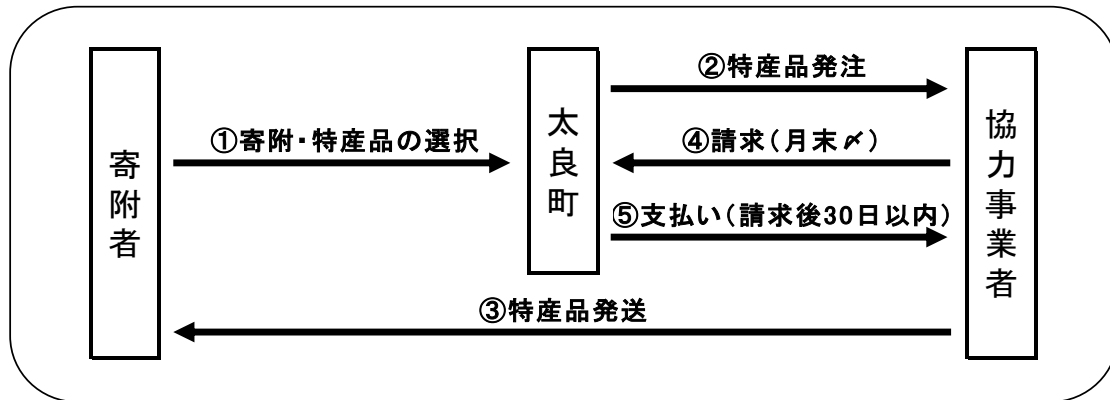 寄附者
①寄附・特産品の選択
太良町
②特産品発注
④請求(月末〆)
⑤支払い(請求後30日以内)
③特産品発送
協力事業者